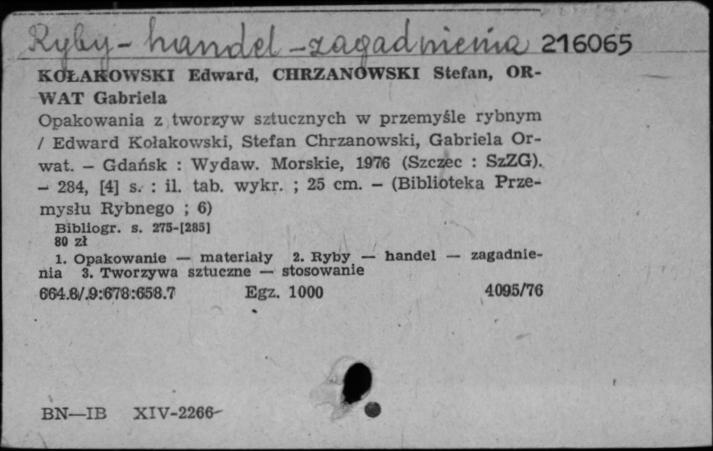 Ryby - handel - zagadnienia 216065
KOŁAKOWSKI Edward, CHRZANOWSKI Stefan, OR-
WAT Gabriela
Opakowania z tworzyw sztucznych w przemyśle rybnym
/ Edward Kołakowski, Stefan Chrzanowski, Gabriela Or-
wat. — Gdańsk : Wydaw. Morskie, 1976 (Szczec : SzZG).
— 284, [4] s. : il. tab. wykr. ; 25 cm. — (Biblioteka Prze-
mysłu Rybnego ; 6)
Bibliogr. s. 275-[285]
80 zł
1. Opakowanie — materiały 2. Ryby — handel — zagadnie-
nia 3. Tworzywa sztuczne — stosowanie
664.8/.9:678:658.7 Egz. 1000 4095/76
BN—IB XIV-2266